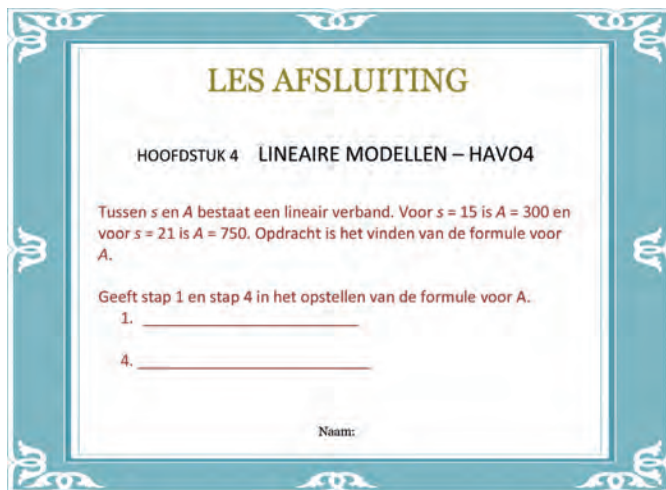 LES AFSLUITING
HOOFDSTUK 4 LINEAIRE MODELLEN – HAVO4
Tussen s en A bestaat een lineair verband. Voor s = 15 is A = 300 en
voor s = 21 is A = 750. Opdracht is het vinden van de formule voor
A.
Geeft stap 1 en stap 4 in het opstellen van de formule voor A.
1. ______________________________
4. ________________________________
Naam: